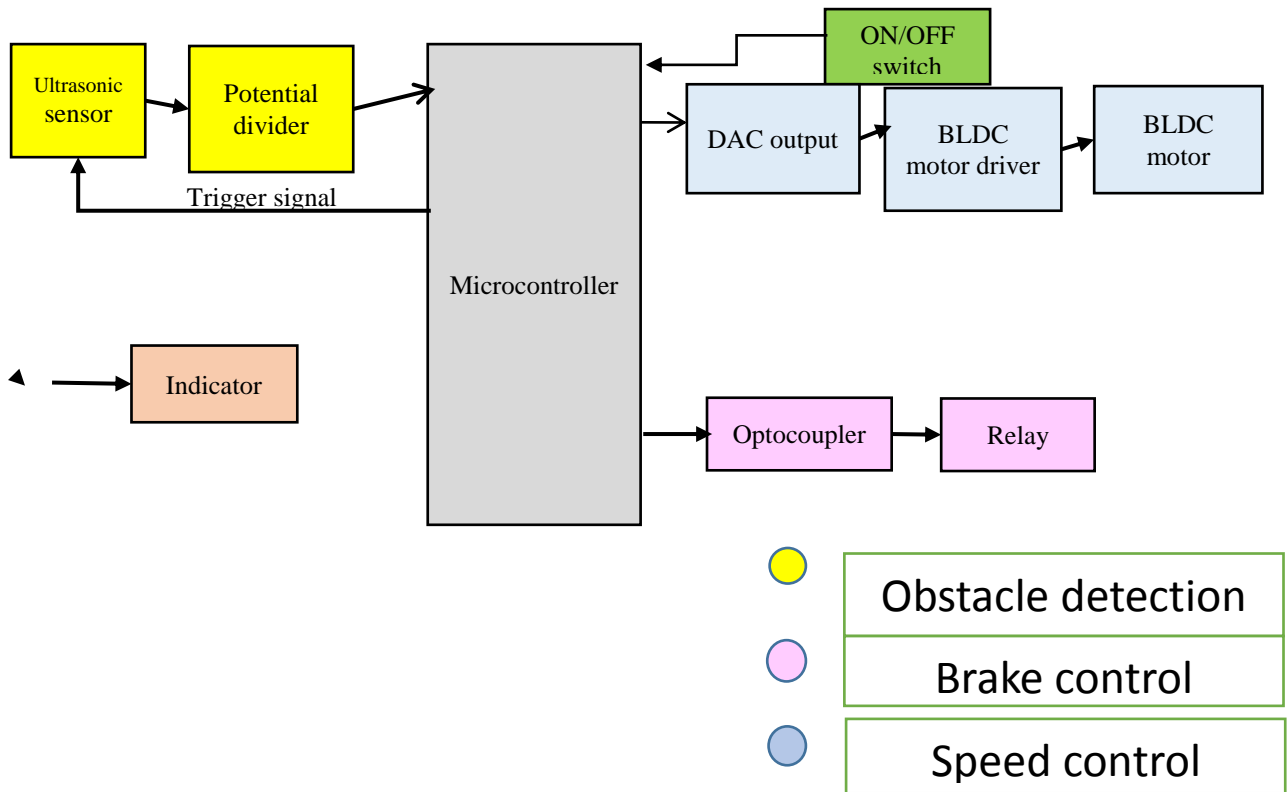 ON/OFF
switch
Ultrasonic
sensor
Potential
divider
DAC output
BLDC
motor driver
BLDC
motor
Trigger signal
Microcontroller
Indicator
Optocoupler
Relay
Obstacle detection
Brake control
Speed control